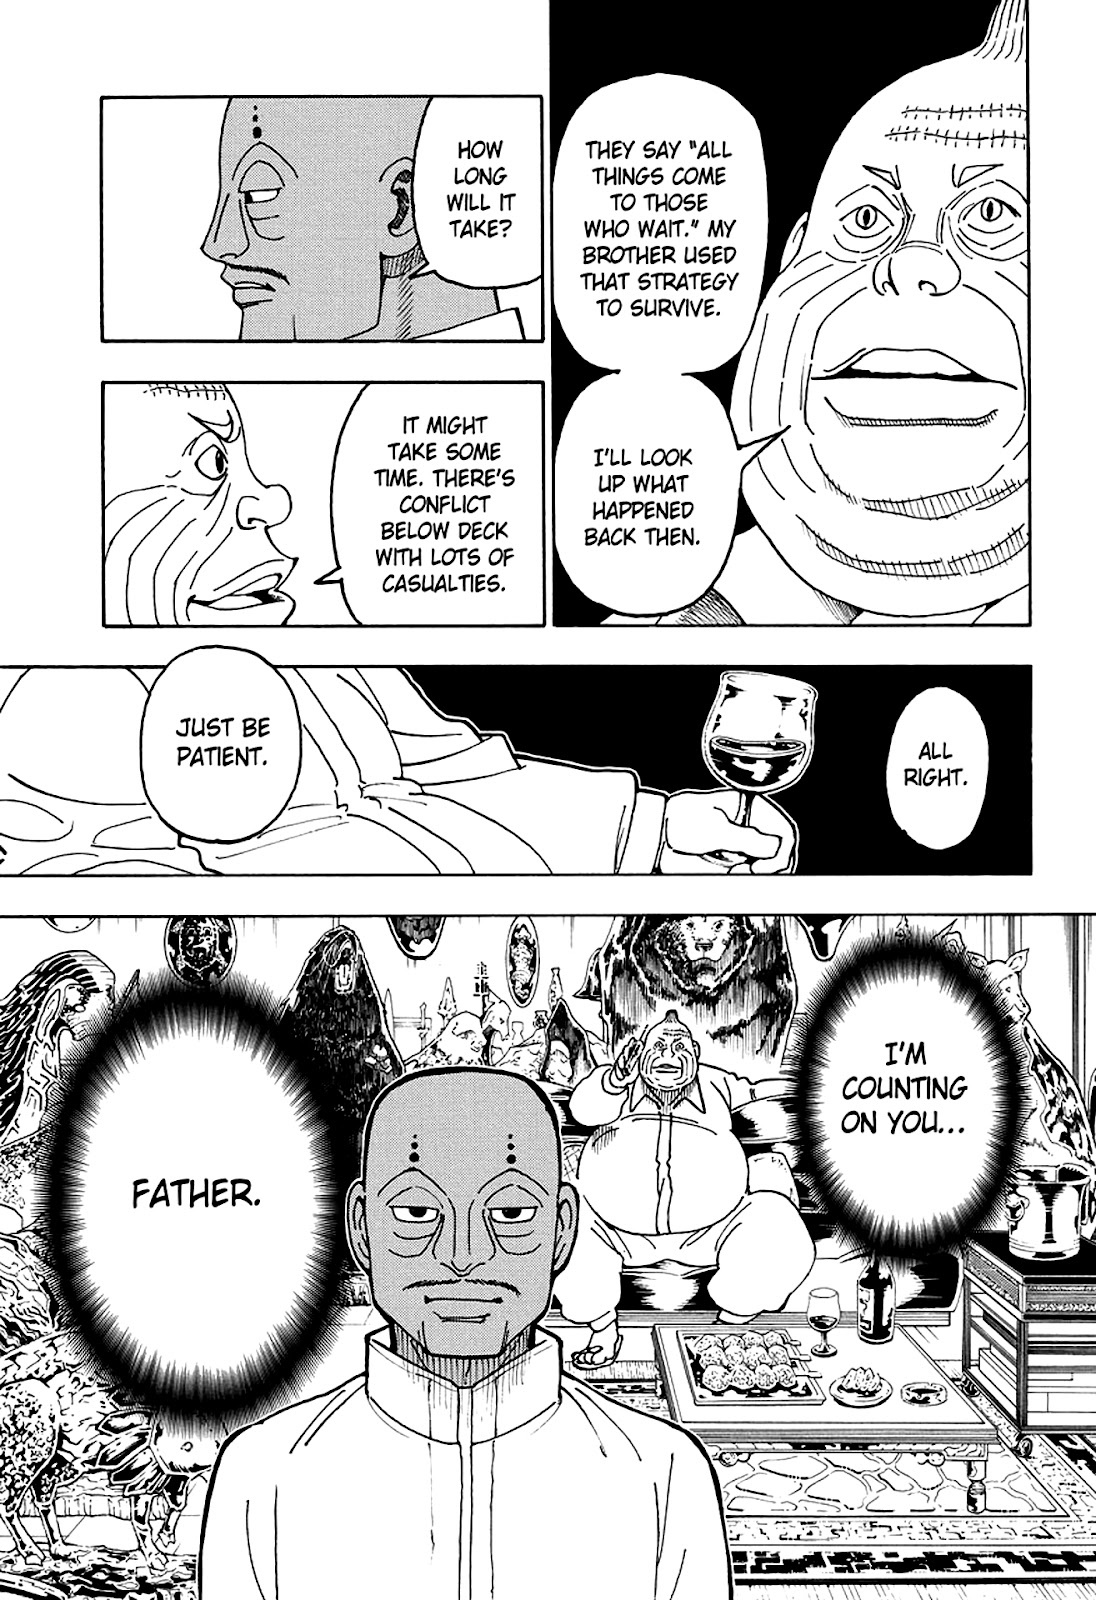 THEY SAY "ALL
THINGS COME
TO THOSE
WHO WAIT." MY
BROTHER USED
THAT STRATEGY
TO SURVIVE.
I'LL LOOK
UP WHAT
HAPPENED
BACK THEN.
HOW
LONG
WILL IT
TAKE?
IT MIGHT
TAKE SOME
TIME. THERE'S
CONFLICT
BELOW DECK
WITH LOTS OF
CASUALTIES.
ALL
RIGHT.
JUST BE
PATIENT.
I'M
COUNTING
ON YOU...
FATHER.